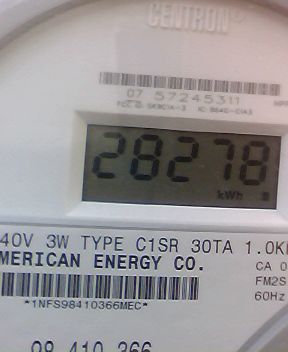 CENTRON®
07 57245311
28278
kWh
40V 3W TYPE C1SR 30TA 1.0K
MERICAN ENERGY CO.
CA 0
FM2S
60Hz
*1NFS98410366MEC*
98 410 366